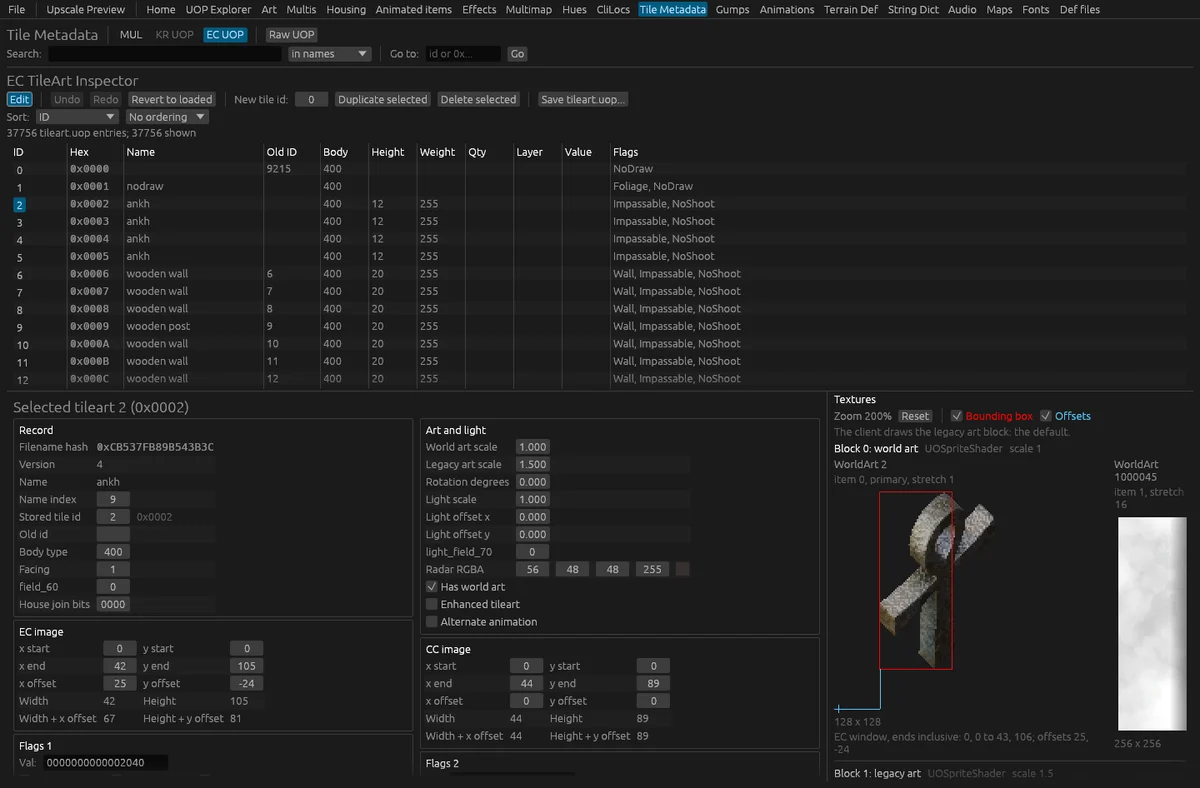 File Upscale Preview Home UOP Explorer Art Multis Housing Animated items Effects Multimap Hues CliLocs Tile Metadata Gumps Animations Terrain Def String Dict Audio Maps Fonts Def files
Tile Metadata MUL KR UOP EC UOP Raw UOP
Search: in names Go to: id or 0x... Go
EC TileArt Inspector
Edit Undo Redo Revert to loaded New tile id: 0 Duplicate selected Delete selected Save tileart.uop...
Sort: ID No ordering
37756 tileart.uop entries; 37756 shown
ID Hex Name Old ID Body Height Weight Qty Layer Value Flags
0 0x0000 9215 400 NoDraw
1 0x0001 nodraw 400 Foliage, NoDraw
2 0x0002 ankh 400 12 255 Impassable, NoShoot
3 0x0003 ankh 400 12 255 Impassable, NoShoot
4 0x0004 ankh 400 12 255 Impassable, NoShoot
5 0x0005 ankh 400 12 255 Impassable, NoShoot
6 0x0006 wooden wall 6 400 20 255 Wall, Impassable, NoShoot
7 0x0007 wooden wall 7 400 20 255 Wall, Impassable, NoShoot
8 0x0008 wooden wall 8 400 20 255 Wall, Impassable, NoShoot
9 0x0009 wooden post 9 400 20 255 Wall, Impassable, NoShoot
10 0x000A wooden wall 10 400 20 255 Wall, Impassable, NoShoot
11 0x000B wooden wall 11 400 20 255 Wall, Impassable, NoShoot
12 0x000C wooden wall 12 400 20 255 Wall, Impassable, NoShoot
Selected tileart 2 (0x0002)
Record
Filename hash 0xCB537FB89B543B3C
Version 4
Name ankh
Name index 9
Stored tile id 2 0x0002
Old id
Body type 400
Facing 1
field_60 0
House join bits 0000
EC image
x start 0 y start 0
x end 42 y end 105
x offset 25 y offset -24
Width 42 Height 105
Width + x offset 67 Height + y offset 81
Flags 1
Val: 0000000000002040
Art and light
World art scale 1.000
Legacy art scale 1.500
Rotation degrees 0.000
Light scale 1.000
Light offset x 0.000
Light offset y 0.000
light_field_70 0
Radar RGBA 56 48 48 255
Has world art
Enhanced tileart
Alternate animation
CC image
x start 0 y start 0
x end 44 y end 89
x offset 0 y offset 0
Width 44 Height 89
Width + x offset 44 Height + y offset 89
Flags 2
Textures
Zoom 200% Reset Bounding box Offsets
The client draws the legacy art block: the default.
Block 0: world art UOSpriteShader scale 1
WorldArt 2
item 0, primary, stretch 1
128 x 128
EC window, ends inclusive: 0, 0 to 43, 106; offsets 25,
-24
WorldArt
1000045
item 1, stretch
16
256 x 256
Block 1: legacy art UOSpriteShader scale 1.5